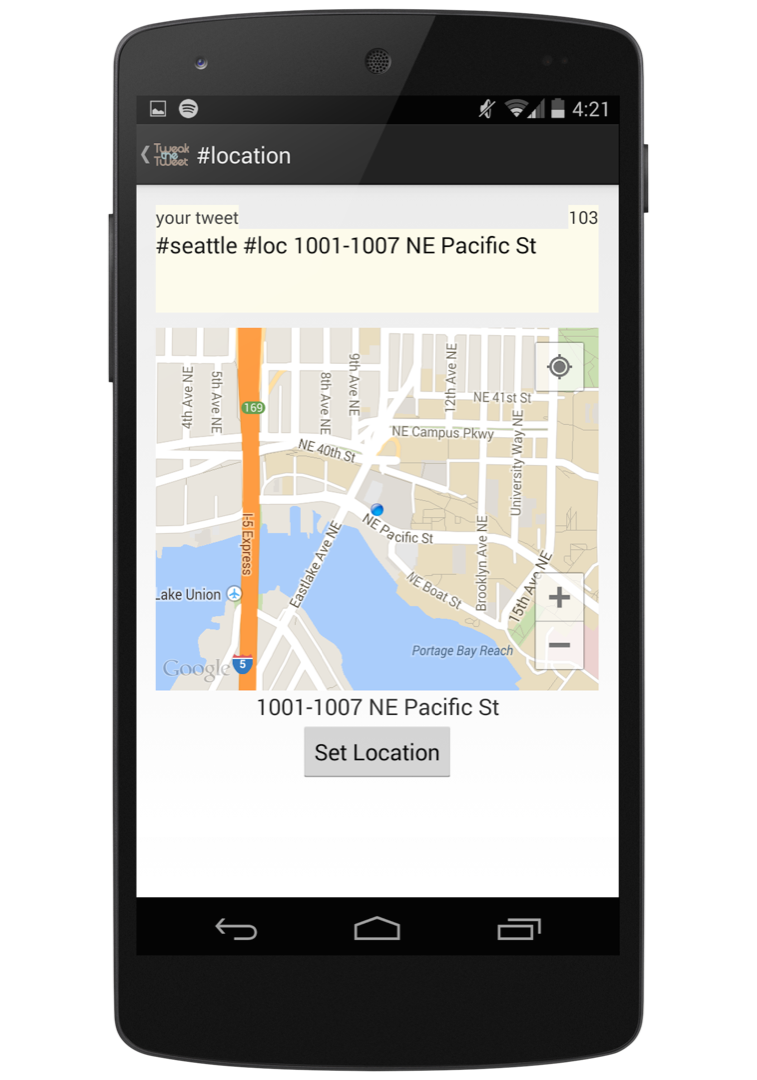 4:21
Tweak
the
Tweet
#location
your tweet 103
#seattle #loc 1001-1007 NE Pacific St
4th Ave NE
5th Ave NE
8th Ave NE
9th Ave NE
12th Ave NE
169
NE 41st St
NE Campus Pkwy
NE 40th St
University Way NE
I-5 Express
NE Pacific St
Eastlake Ave NE
Brooklyn Ave NE
15th Ave NE
NE Boat St
Lake Union
Portage Bay Reach
Google
5
+
−
1001-1007 NE Pacific St
Set Location